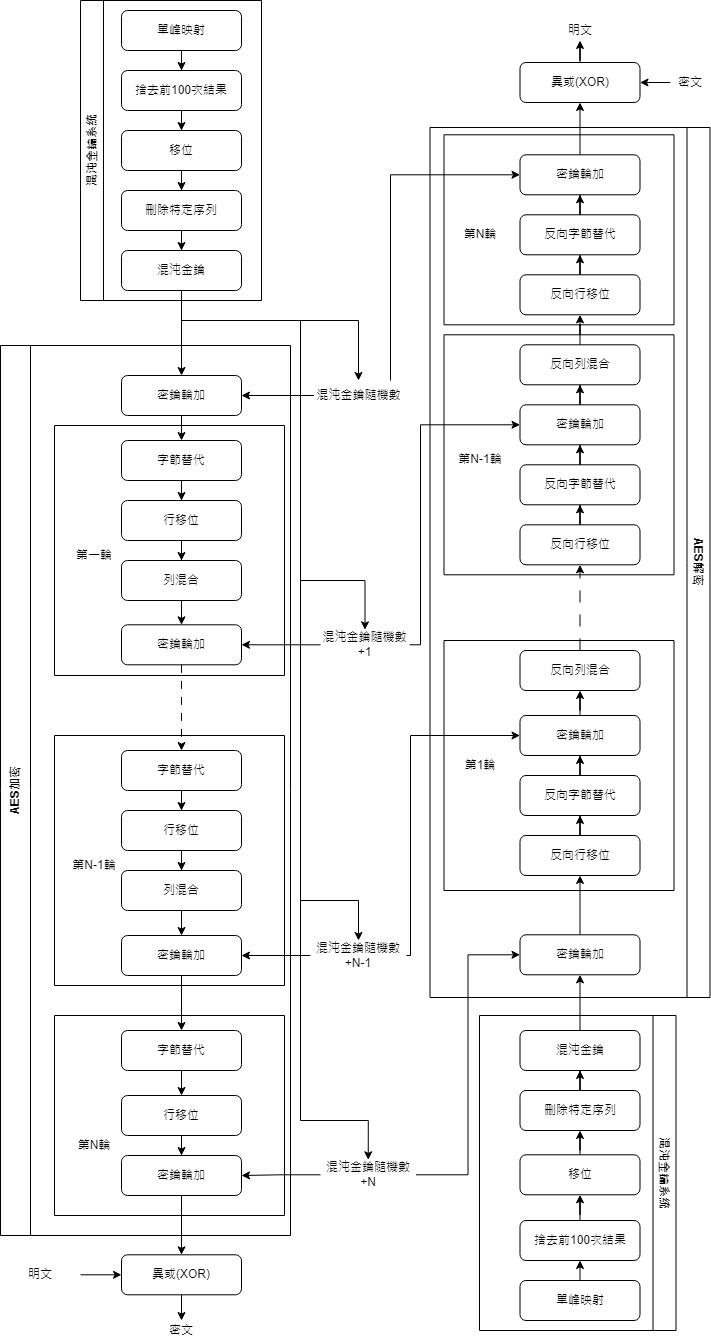 混沌金鑰系統
單峰映射
捨去前100次結果
移位
刪除特定序列
混沌金鑰
AES加密
密鑰輪加
混沌金鑰隨機數
第一輪
字節替代
行移位
列混合
密鑰輪加
混沌金鑰隨機數
+1
第N-1輪
字節替代
行移位
列混合
密鑰輪加
混沌金鑰隨機數
+N-1
第N輪
字節替代
行移位
密鑰輪加
混沌金鑰隨機數
+N
明文
異或(XOR)
密文
明文
異或(XOR)
密文
AES解密
第N輪
密鑰輪加
反向字節替代
反向行移位
第N-1輪
反向列混合
密鑰輪加
反向字節替代
反向行移位
第1輪
反向列混合
密鑰輪加
反向字節替代
反向行移位
密鑰輪加
混沌金鑰系統
混沌金鑰
刪除特定序列
移位
捨去前100次結果
單峰映射